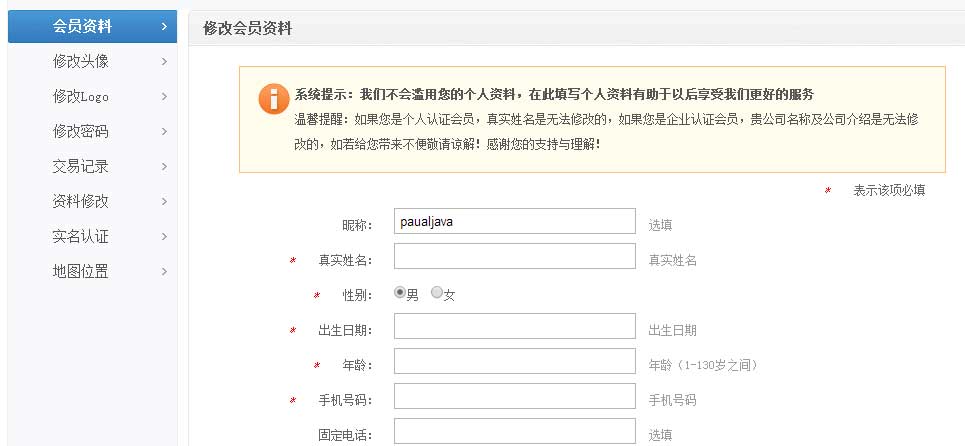 会员资料
修改头像
修改Logo
修改密码
交易记录
资料修改
实名认证
地图位置
修改会员资料
系统提示：我们不会滥用您的个人资料，在此填写个人资料有助于以后享受我们更好的服务
温馨提醒：如果您是个人认证会员，真实姓名是无法修改的，如果您是企业认证会员，贵公司名称及公司介绍是无法修
改的，如若给您带来不便敬请谅解！感谢您的支持与理解！
* 表示该项必填
昵称： paualjava 选填
* 真实姓名： 真实姓名
* 性别： 男 女
* 出生日期： 出生日期
* 年龄： 年龄（1-130岁之间）
* 手机号码： 手机号码
固定电话： 选填